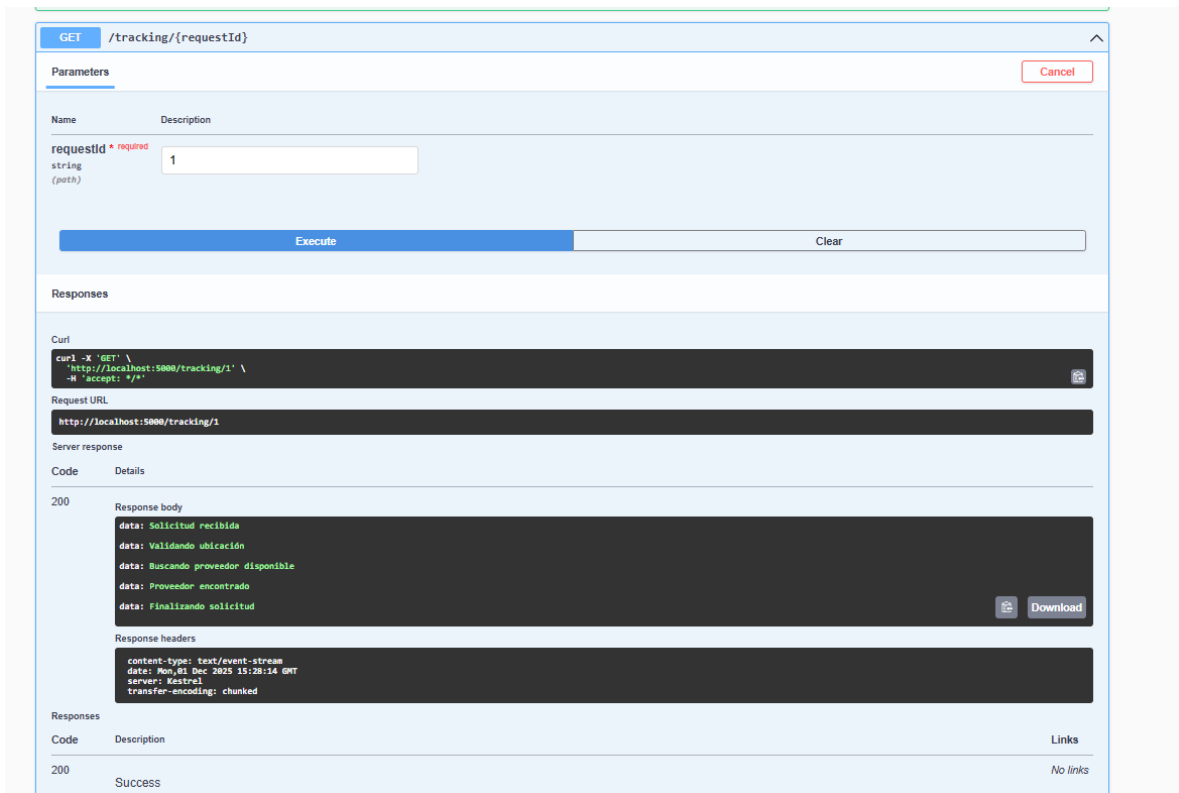 GET /tracking/{requestId}
Parameters
Cancel
Name Description
requestId * required
string
(path)
1
Execute
Clear
Responses
Curl
curl -X 'GET' \
'http://localhost:5000/tracking/1' \
-H 'accept: */*'
Request URL
http://localhost:5000/tracking/1
Server response
Code Details
200
Response body
data: Solicitud recibida
data: Validando ubicación
data: Buscando proveedor disponible
data: Proveedor encontrado
data: Finalizando solicitud
Download
Response headers
content-type: text/event-stream
date: Mon,01 Dec 2025 15:28:14 GMT
server: Kestrel
transfer-encoding: chunked
Responses
Code Description Links
200
Success
No links